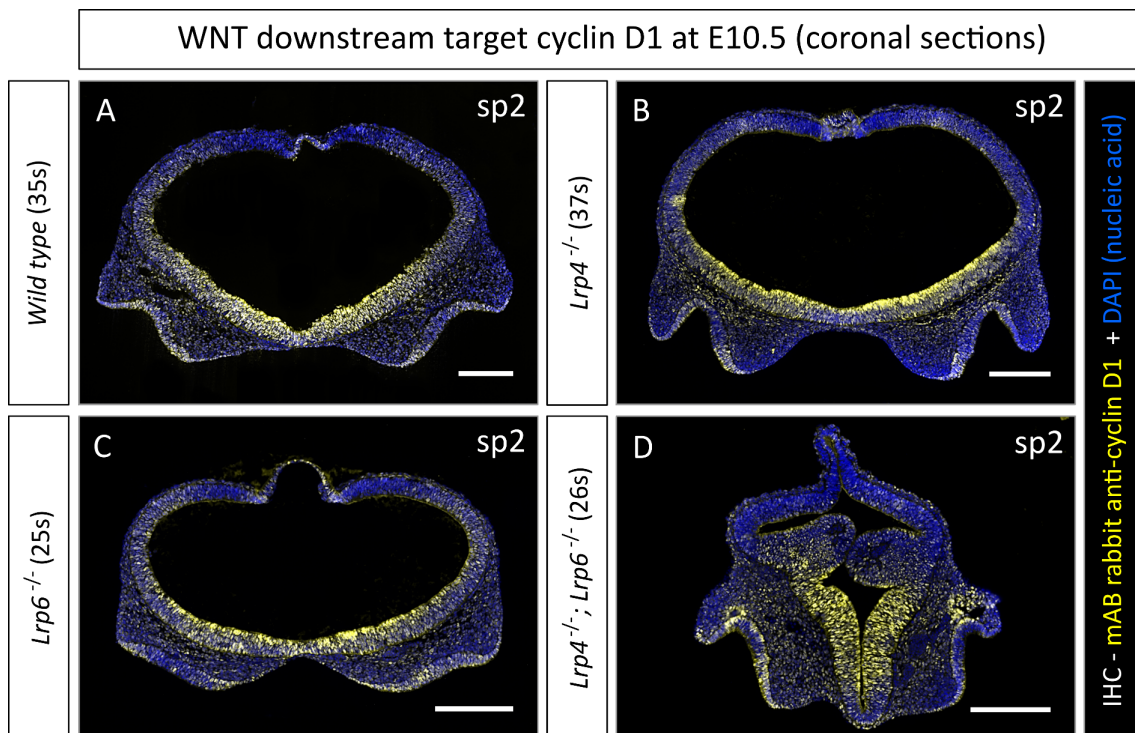 WNT downstream target cyclin D1 at E10.5 (coronal sections)
Wild type (35s)
A
sp2
Lrp4 -/- (37s)
B
sp2
Lrp6 -/- (25s)
C
sp2
Lrp4 -/-; Lrp6 -/- (26s)
D
sp2
IHC - mAB rabbit anti-cyclin D1 + DAPI (nucleic acid)